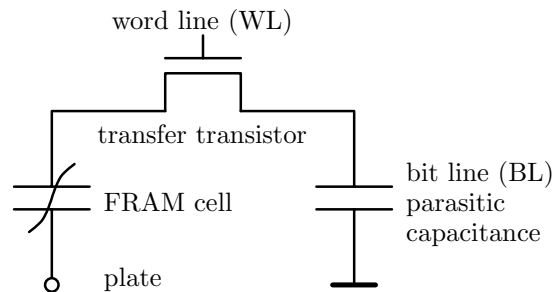 word line (WL)
transfer transistor
FRAM cell
bit line (BL)
parasitic
capacitance
plate